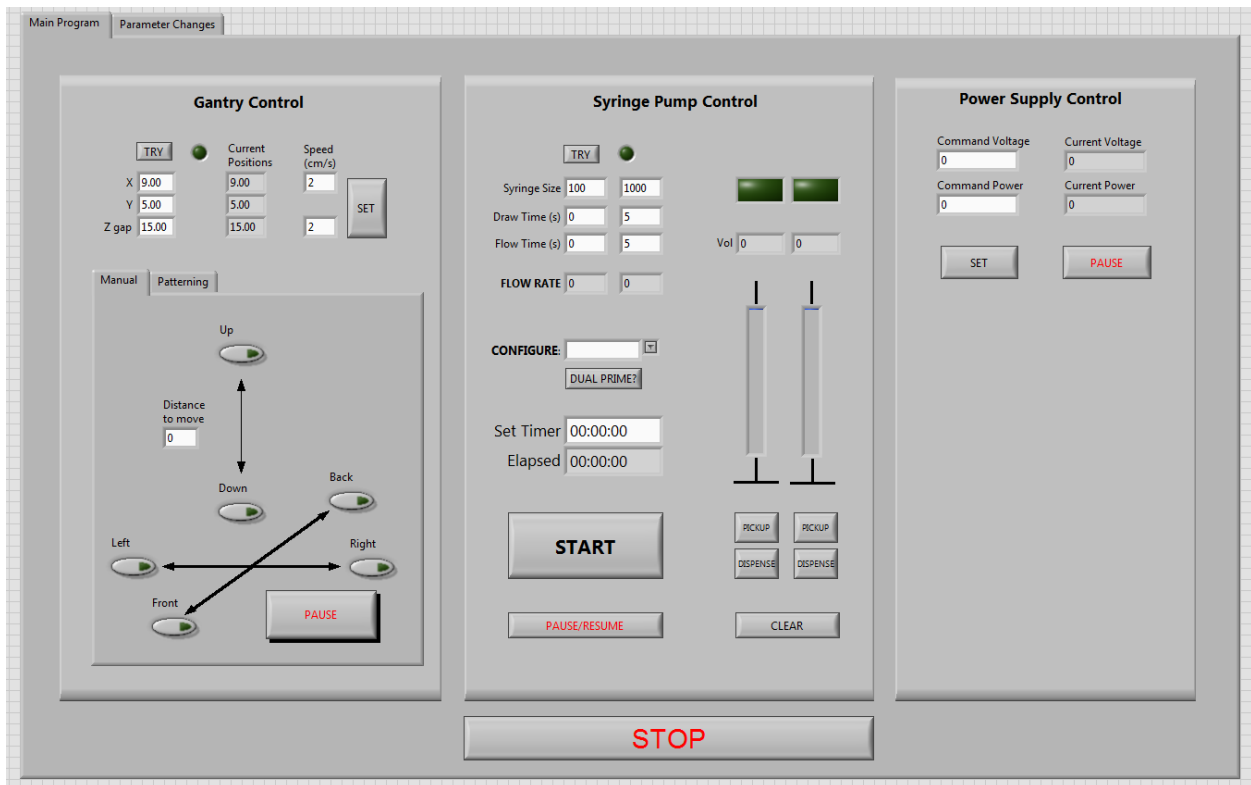 Main Program Parameter Changes
Gantry Control
TRY Current Positions Speed (cm/s)
X 9.00 9.00 2
Y 5.00 5.00
Z gap 15.00 15.00 2
SET
Manual Patterning
Up
Distance
to move
0
Down
Back
Left
Right
Front
PAUSE
Syringe Pump Control
TRY
Syringe Size 100 1000
Draw Time (s) 0 5
Flow Time (s) 0 5
Vol 0 0
FLOW RATE 0 0
CONFIGURE:
DUAL PRIME?
Set Timer 00:00:00
Elapsed 00:00:00
PICKUP PICKUP
START
DISPENSE DISPENSE
PAUSE/RESUME
CLEAR
Power Supply Control
Command Voltage Current Voltage
0 0
Command Power Current Power
0 0
SET PAUSE
STOP